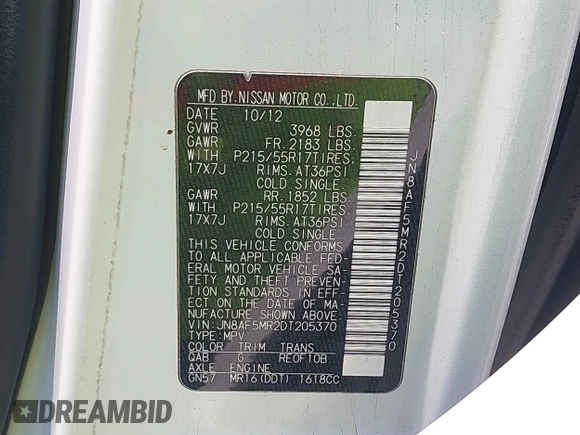 MFD BY NISSAN MOTOR CO.,LTD.
DATE 10/12
GVWR 3968 LBS.
GAWR FR. 2183 LBS.
WITH P215/55R17TIRES,
17X7J RIMS. AT36PSI
COLD SINGLE.
GAWR RR. 1852 LBS.
WITH P215/55R17TIRES,
17X7J RIMS. AT36PSI
COLD SINGLE.
THIS VEHICLE CONFORMS
TO ALL APPLICABLE FED-
ERAL MOTOR VEHICLE SA-
FETY AND THEFT PREVEN-
TION STANDARDS IN EFF-
ECT ON THE DATE OF MA-
NUFACTURE SHOWN ABOVE.
VIN:JN8AF5MR2DT205370
TYPE:MPV
COLOR TRIM TRANS
QAB G REOF10B
AXLE ENGINE
GN57 MR16(DDT) 1618CC
JN8AF5MR2DT205370
DREAMBID